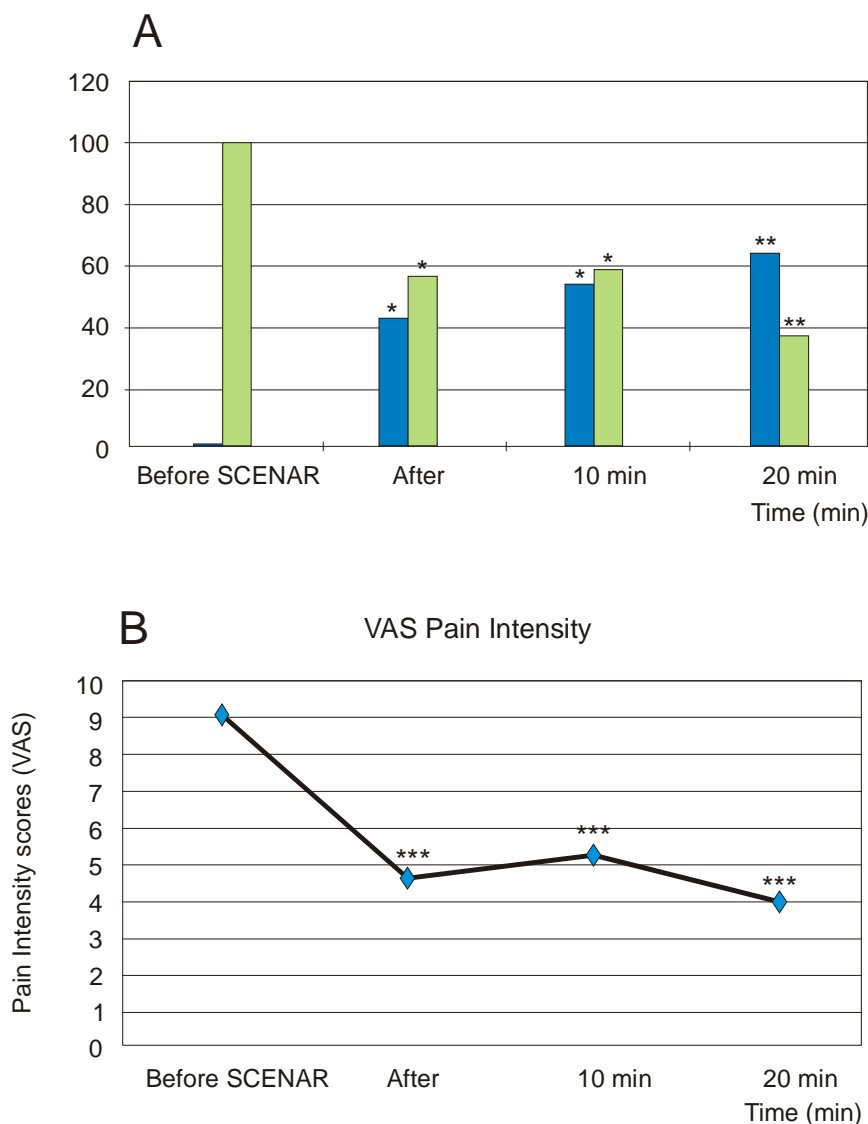 A
120
100
80
60
40
20
0
* * * * ** **
Before SCENAR After 10 min 20 min
Time (min)
B VAS Pain Intensity
Pain Intensity scores (VAS)
10
9
8
7
6
5
4
3
2
1
0
*** *** ***
Before SCENAR After 10 min 20 min
Time (min)